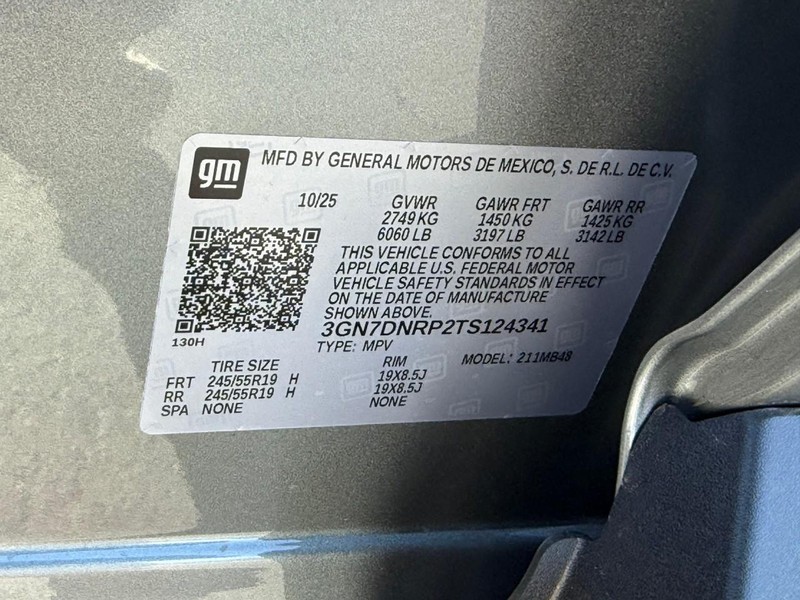 gm
MFD BY GENERAL MOTORS DE MEXICO, S. DE R.L. DE C.V.
10/25 GVWR GAWR FRT GAWR RR
2749 KG 1450 KG 1425 KG
6060 LB 3197 LB 3142 LB
THIS VEHICLE CONFORMS TO ALL
APPLICABLE U.S. FEDERAL MOTOR
VEHICLE SAFETY STANDARDS IN EFFECT
ON THE DATE OF MANUFACTURE
SHOWN ABOVE.
3GN7DNRP2TS124341
130H
TYPE: MPV MODEL: 211MB48
TIRE SIZE RIM
FRT 245/55R19 H 19X8.5J
RR 245/55R19 H 19X8.5J
SPA NONE NONE